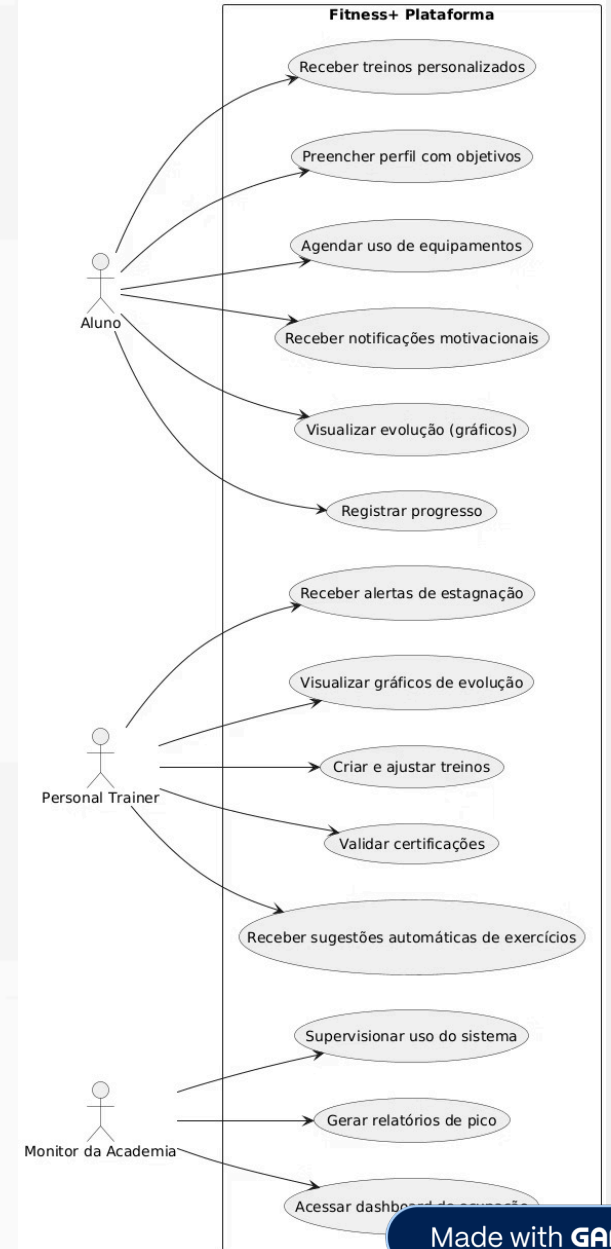 Fitness+ Plataforma
Receber treinos personalizados
Preencher perfil com objetivos
Agendar uso de equipamentos
Aluno
Receber notificações motivacionais
Visualizar evolução (gráficos)
Registrar progresso
Receber alertas de estagnação
Visualizar gráficos de evolução
Criar e ajustar treinos
Personal Trainer
Validar certificações
Receber sugestões automáticas de exercícios
Supervisionar uso do sistema
Gerar relatórios de pico
Monitor da Academia
Acessar dashboard
Made with